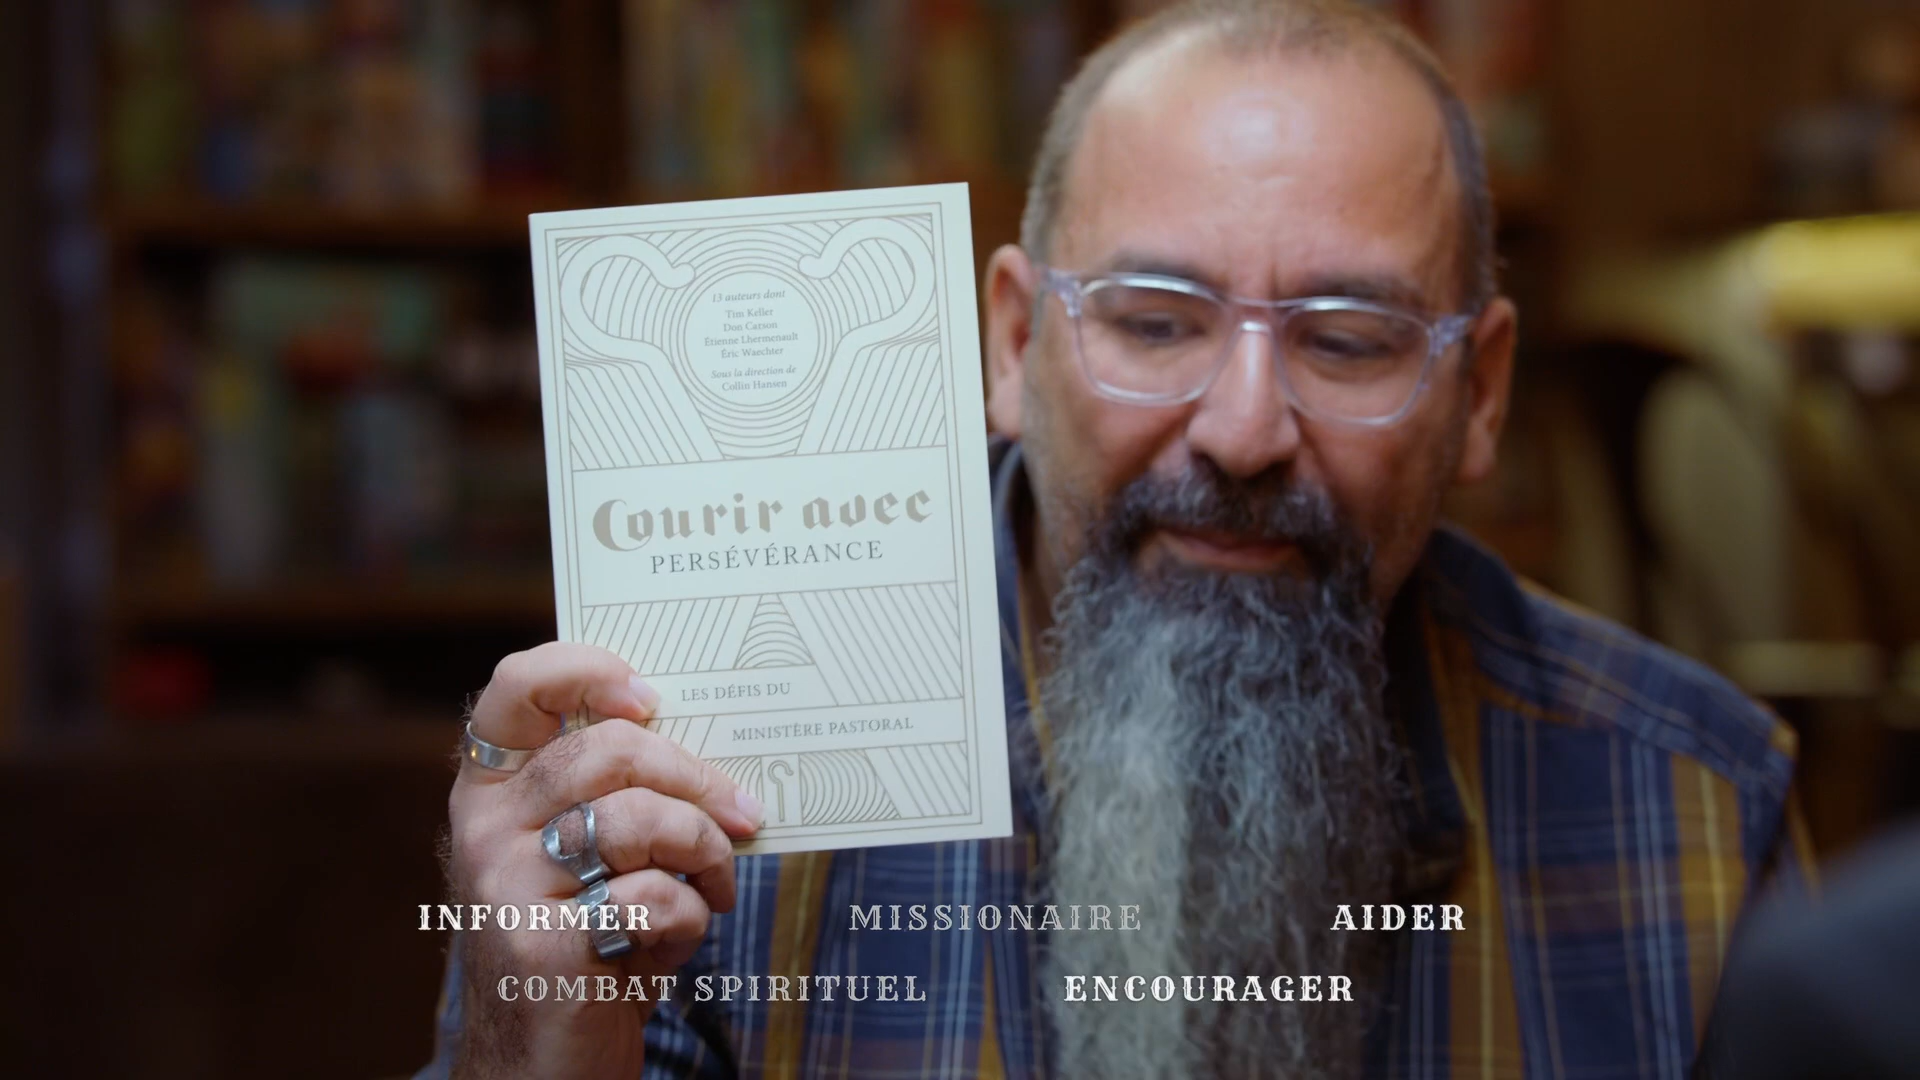 13 auteurs dont
Tim Keller
Don Carson
Étienne Lhermenault
Éric Waechter
Sous la direction de
Collin Hansen
Courir avec
PERSÉVÉRANCE
LES DÉFIS DU
MINISTÈRE PASTORAL
INFORMER MISSIONAIRE AIDER
COMBAT SPIRITUEL ENCOURAGER